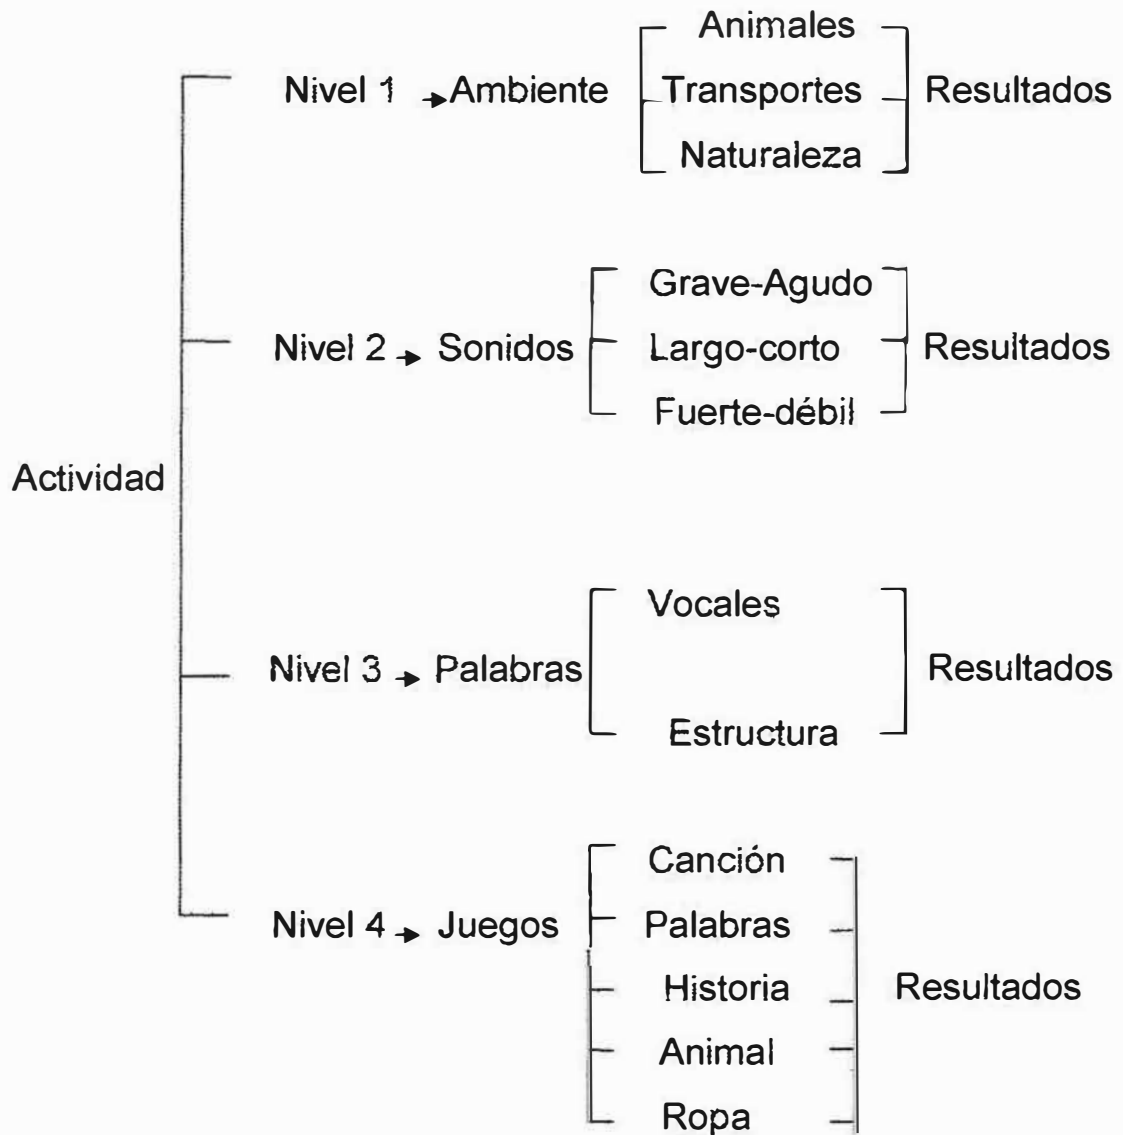 Actividad
Nivel 1 → Ambiente
Animales
Transportes
Naturaleza
Resultados
Nivel 2 → Sonidos
Grave-Agudo
Largo-corto
Fuerte-débil
Resultados
Nivel 3 → Palabras
Vocales
Estructura
Resultados
Nivel 4 → Juegos
Canción
Palabras
Historia
Animal
Ropa
Resultados